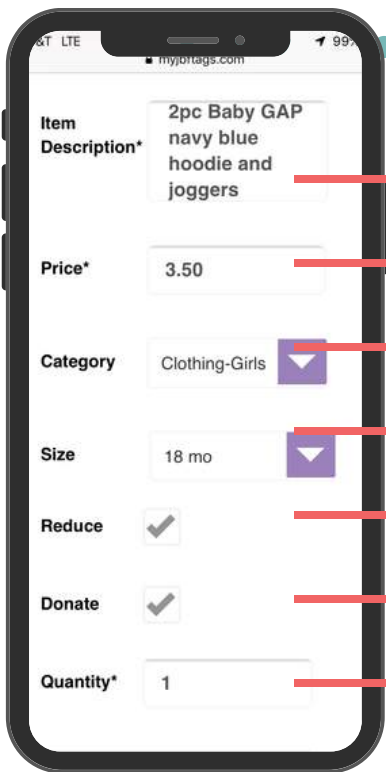 &T LTE 99%
myjbftags.com
Item
Description*
2pc Baby GAP
navy blue
hoodie and
joggers
Price*
3.50
Category
Clothing-Girls
Size
18 mo
Reduce
Donate
Quantity*
1